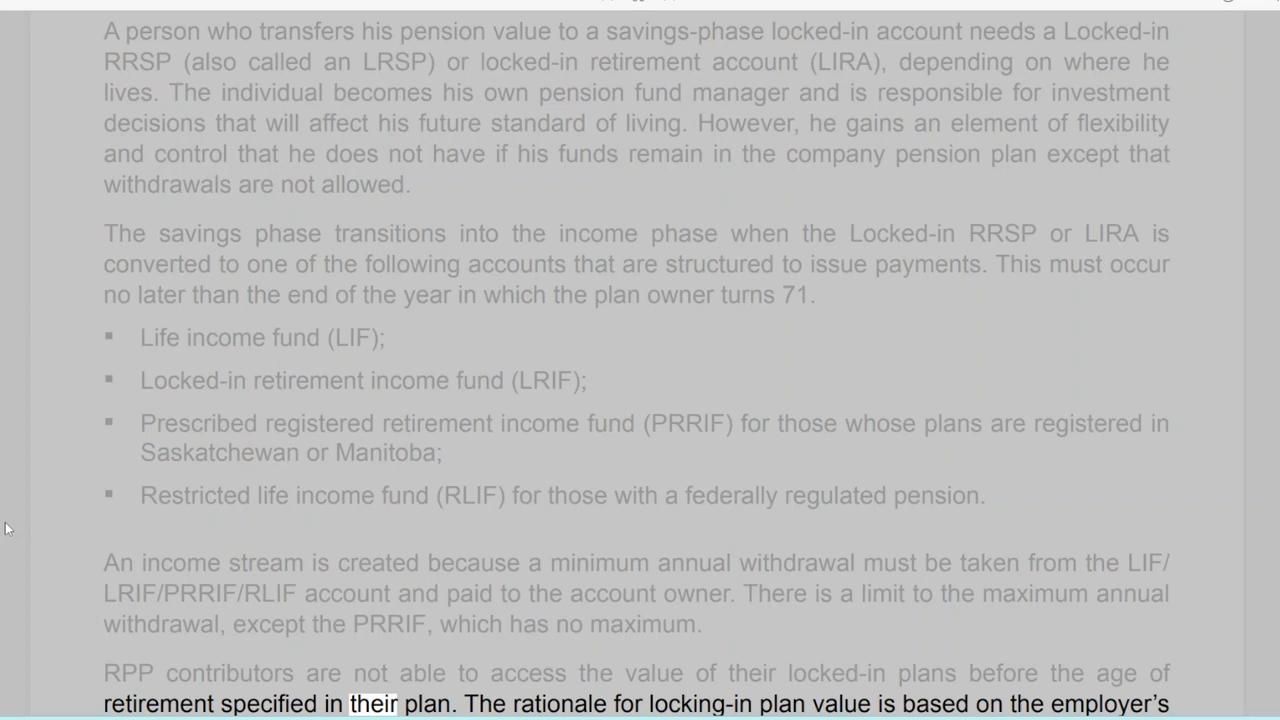 A person who transfers his pension value to a savings-phase locked-in account needs a Locked-in
RRSP (also called an LRSP) or locked-in retirement account (LIRA), depending on where he
lives. The individual becomes his own pension fund manager and is responsible for investment
decisions that will affect his future standard of living. However, he gains an element of flexibility
and control that he does not have if his funds remain in the company pension plan except that
withdrawals are not allowed.
The savings phase transitions into the income phase when the Locked-in RRSP or LIRA is
converted to one of the following accounts that are structured to issue payments. This must occur
no later than the end of the year in which the plan owner turns 71.
▪ Life income fund (LIF);
▪ Locked-in retirement income fund (LRIF);
▪ Prescribed registered retirement income fund (PRRIF) for those whose plans are registered in
Saskatchewan or Manitoba;
▪ Restricted life income fund (RLIF) for those with a federally regulated pension.
An income stream is created because a minimum annual withdrawal must be taken from the LIF/
LRIF/PRRIF/RLIF account and paid to the account owner. There is a limit to the maximum annual
withdrawal, except the PRRIF, which has no maximum.
RPP contributors are not able to access the value of their locked-in plans before the age of
retirement specified in their plan. The rationale for locking-in plan value is based on the employer’s